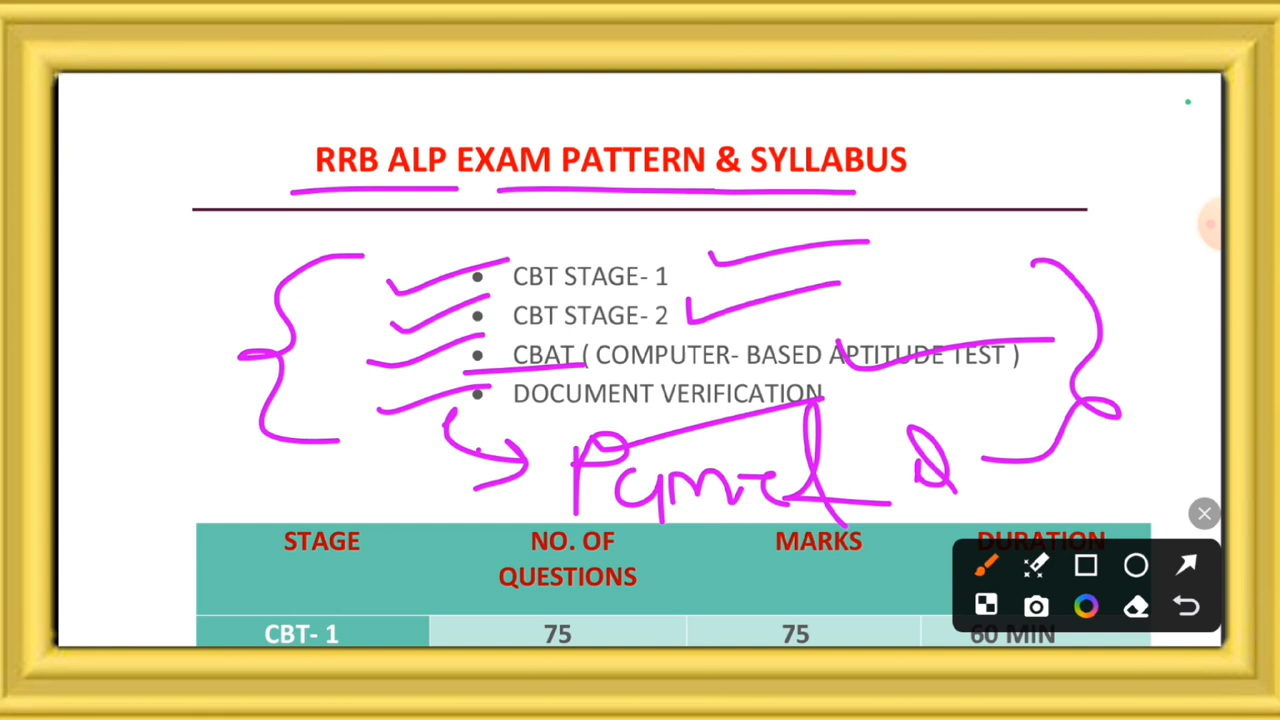 RRB ALP EXAM PATTERN & SYLLABUS
• CBT STAGE- 1
• CBT STAGE- 2
• CBAT ( COMPUTER- BASED APTITUDE TEST )
• DOCUMENT VERIFICATION
STAGE NO. OF QUESTIONS MARKS DURATION
CBT- 1 75 75 60 MIN